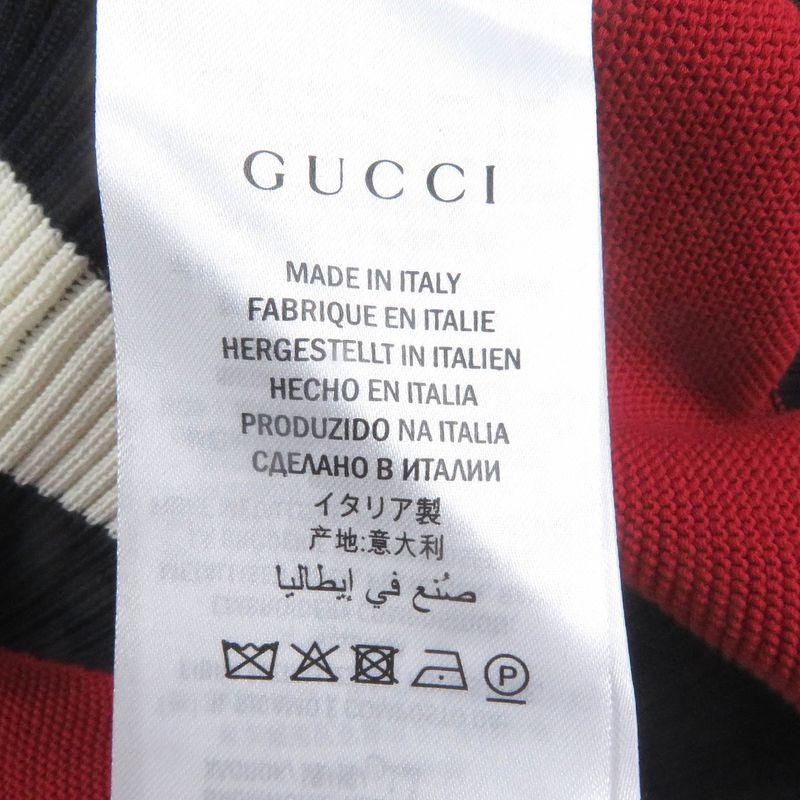 GUCCI
MADE IN ITALY
FABRIQUE EN ITALIE
HERGESTELLT IN ITALIEN
HECHO EN ITALIA
PRODUZIDO NA ITALIA
СДЕЛАНО В ИТАЛИИ
イタリア製
产地:意大利
صُنع في إيطاليا
P